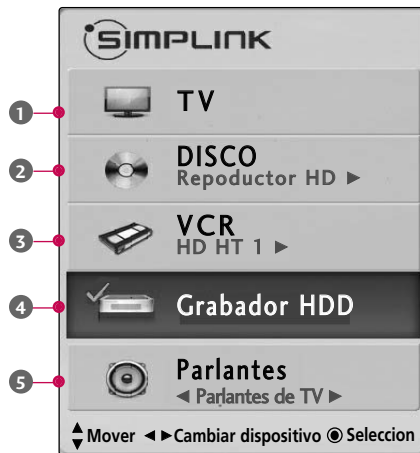 SIMPLINK
1 TV
2 DISCO
Repoductor HD ►
3 VCR
HD HT 1 ►
4 Grabador HDD
5 Parlantes
◄ Parlantes de TV ►
▲▼ Mover ◄ ► Cambiar dispositivo ◉ Seleccion